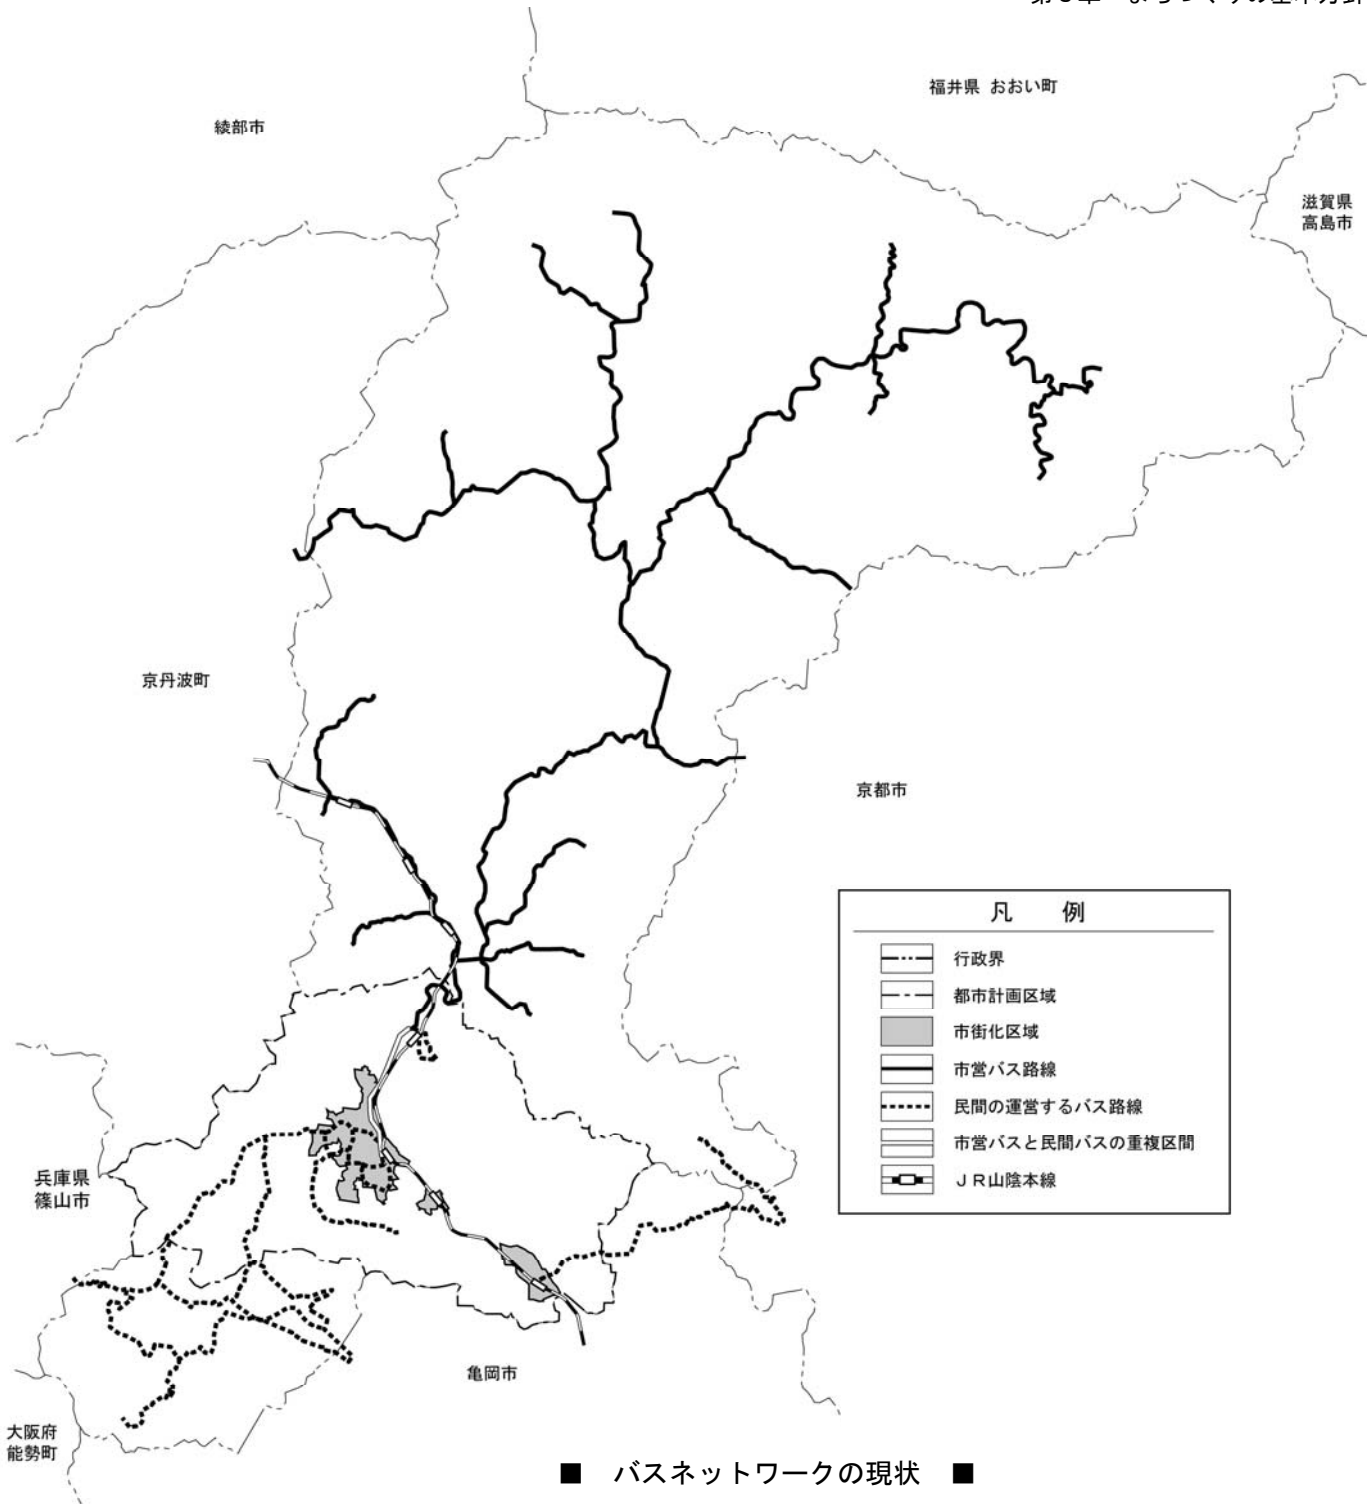 福井県 おおい町
綾部市
滋賀県
高島市
京丹波町
京都市
凡　例
行政界
都市計画区域
市街化区域
市営バス路線
民間の運営するバス路線
市営バスと民間バスの重複区間
ＪＲ山陰本線
兵庫県
篠山市
亀岡市
大阪府
能勢町
■　バスネットワークの現状　■